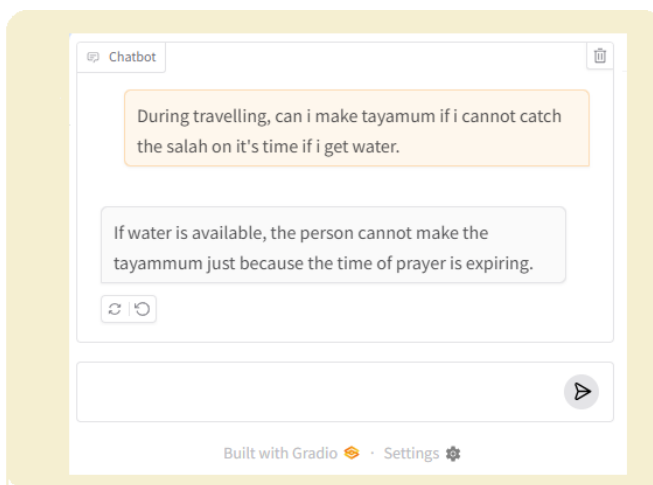 Chatbot
During travelling, can i make tayamum if i cannot catch
the salah on it's time if i get water.
If water is available, the person cannot make the
tayammum just because the time of prayer is expiring.
Built with Gradio · Settings